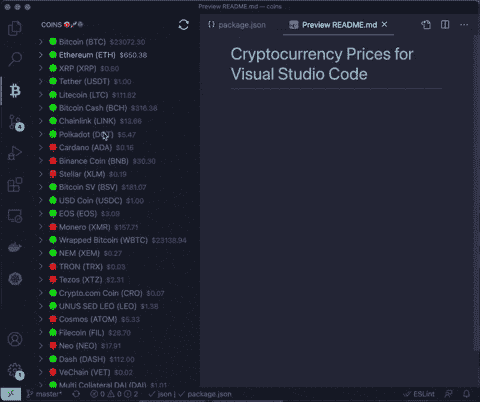 Preview README.md — coins
COINS
Bitcoin (BTC) $23072.30
Ethereum (ETH) $650.38
XRP (XRP) $0.60
Tether (USDT) $1.00
Litecoin (LTC) $111.82
Bitcoin Cash (BCH) $316.38
Chainlink (LINK) $13.66
Polkadot (DOT) $5.47
Cardano (ADA) $0.16
Binance Coin (BNB) $30.30
Stellar (XLM) $0.19
Bitcoin SV (BSV) $181.07
USD Coin (USDC) $1.00
EOS (EOS) $3.09
Monero (XMR) $157.71
Wrapped Bitcoin (WBTC) $23138.94
NEM (XEM) $0.27
TRON (TRX) $0.03
Tezos (XTZ) $2.31
Crypto.com Coin (CRO) $0.07
UNUS SED LEO (LEO) $1.38
Cosmos (ATOM) $5.33
Filecoin (FIL) $28.70
Neo (NEO) $17.91
Dash (DASH) $112.00
VeChain (VET) $0.02
Multi Collateral DAI (DAI) $1.01
{} package.json
Preview README.md
Cryptocurrency Prices for
Visual Studio Code
4
1
master*
0 0 2
json
package.json
ESLint